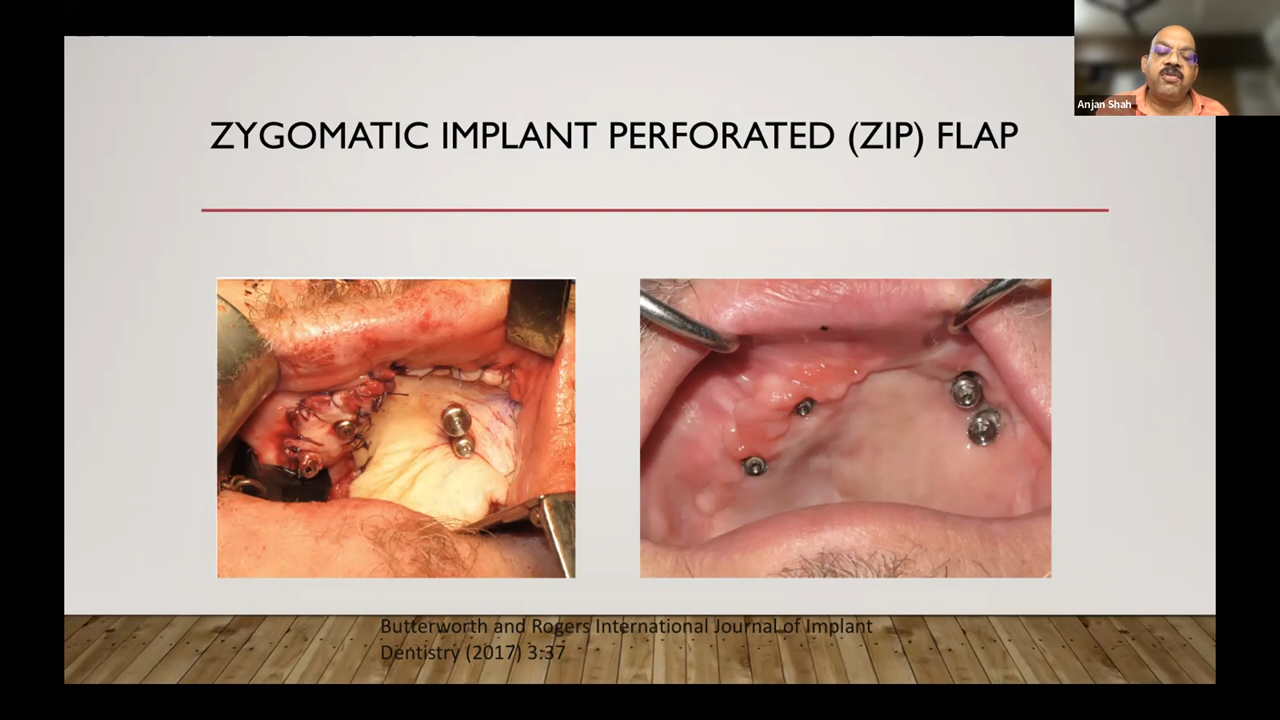 Anjan Shah
ZYGOMATIC IMPLANT PERFORATED (ZIP) FLAP
Butterworth and Rogers International Journal of Implant
Dentistry (2017) 3:37